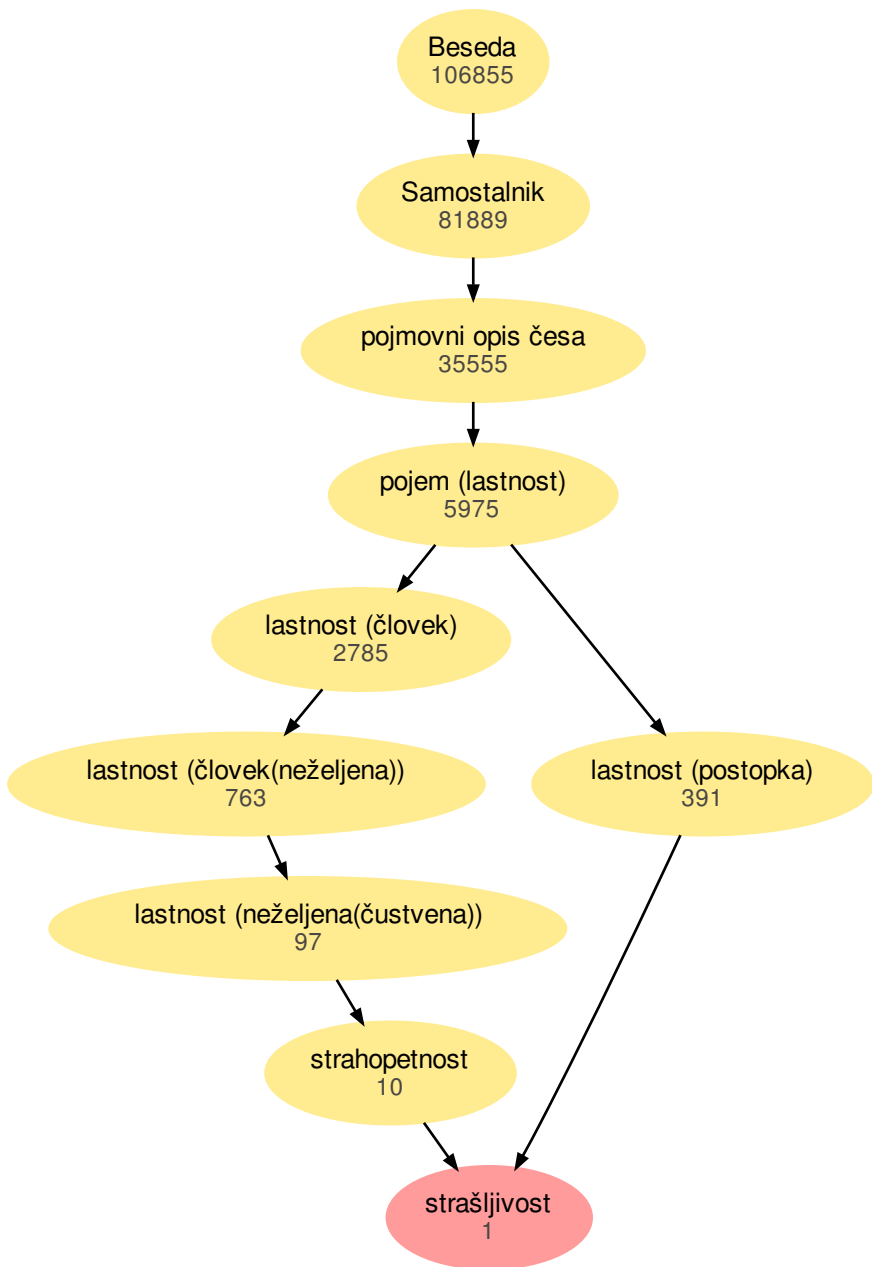 Beseda
106855
Samostalnik
81889
pojmovni opis česa
35555
pojem (lastnost)
5975
lastnost (človek)
2785
lastnost (človek(neželjena))
763
lastnost (postopka)
391
lastnost (neželjena(čustvena))
97
strahopetnost
10
strašljivost
1